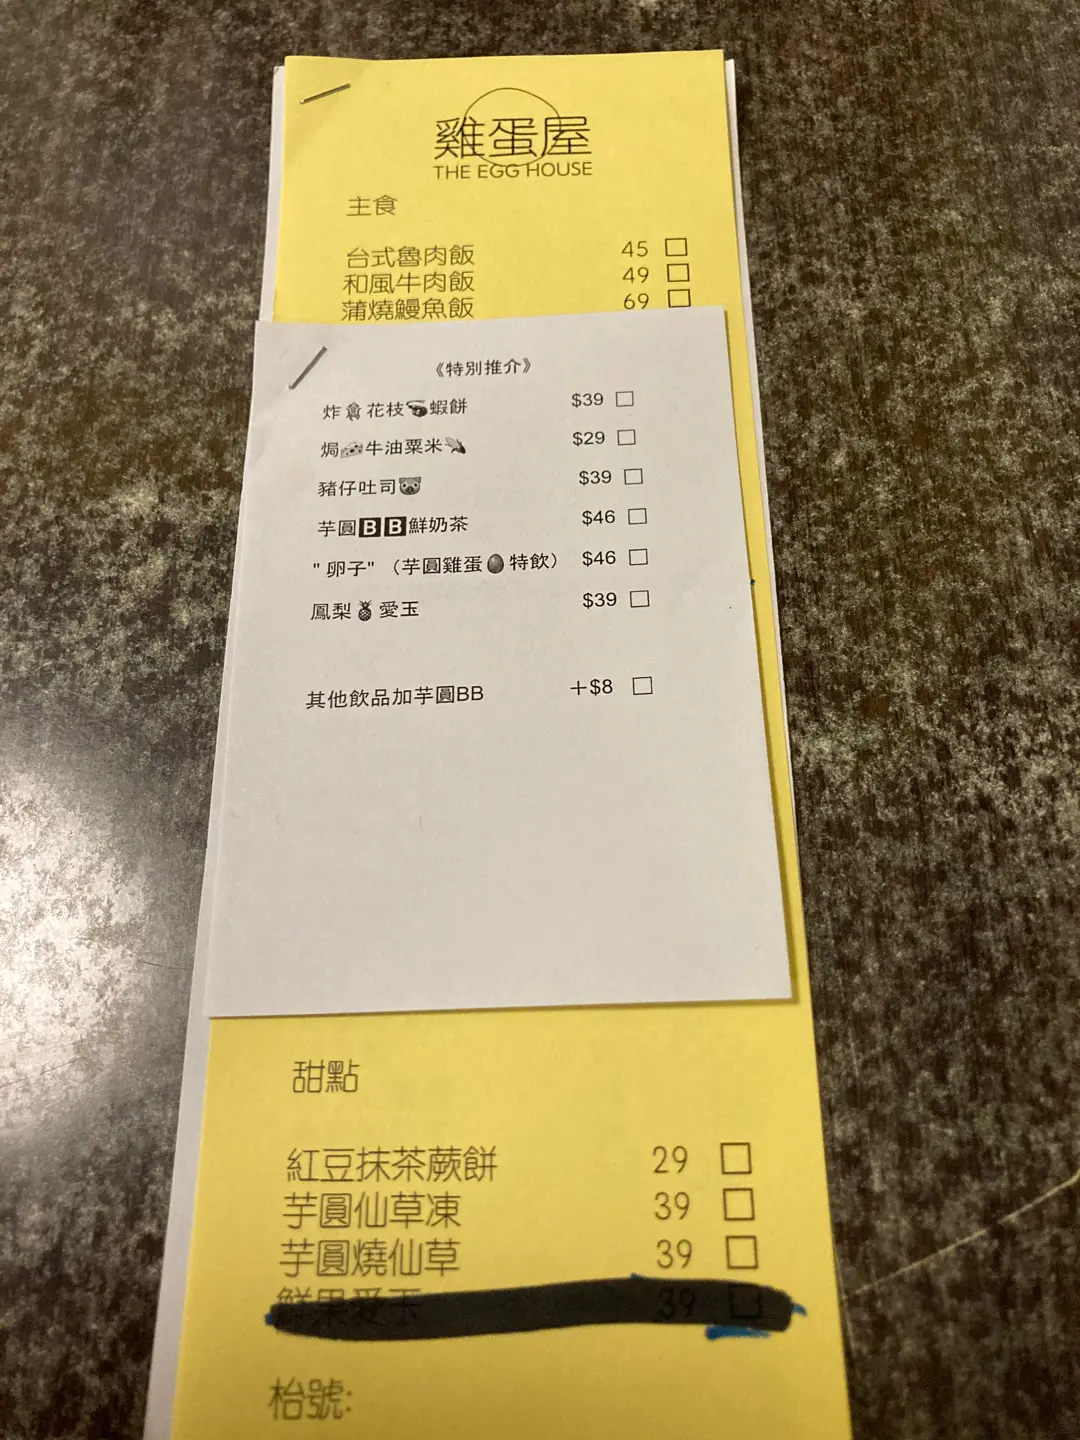 雞蛋屋
THE EGG HOUSE
主食
台式魯肉飯 45 □
和風牛肉飯 49 □
蒲燒鰻魚飯 69 □
《特別推介》
炸🦑花枝🍤蝦餅 $39 □
焗🧀牛油粟米🌽 $29 □
豬仔吐司🐷 $39 □
芋圓🅱🅱鮮奶茶 $46 □
"卵子"（芋圓雞蛋🥚特飲） $46 □
鳳梨🍍愛玉 $39 □
其他飲品加芋圓BB +$8 □
甜點
紅豆抹茶蕨餅 29 □
芋圓仙草凍 39 □
芋圓燒仙草 39 □
鮮果愛玉 39 □
枱號: